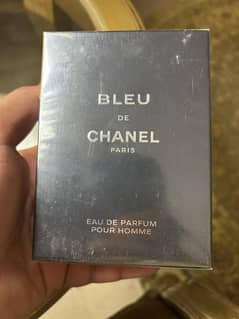 BLEU
DE
CHANEL
PARIS
EAU DE PARFUM
POUR HOMME